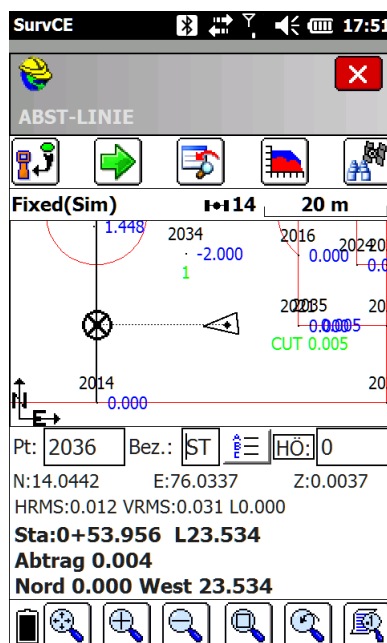 SurvCE 17:51
ABST-LINIE
Fixed(Sim) 14 20 m
1.448
2034
-2.000
1
2016
0.000
2024
0.005
CUT 0.005
2014
0.000
N
E
Pt: 2036 Bez.: ST HÖ: 0
N:14.0442 E:76.0337 Z:0.0037
HRMS:0.012 VRMS:0.031 L0.000
Sta:0+53.956 L23.534
Abtrag 0.004
Nord 0.000 West 23.534